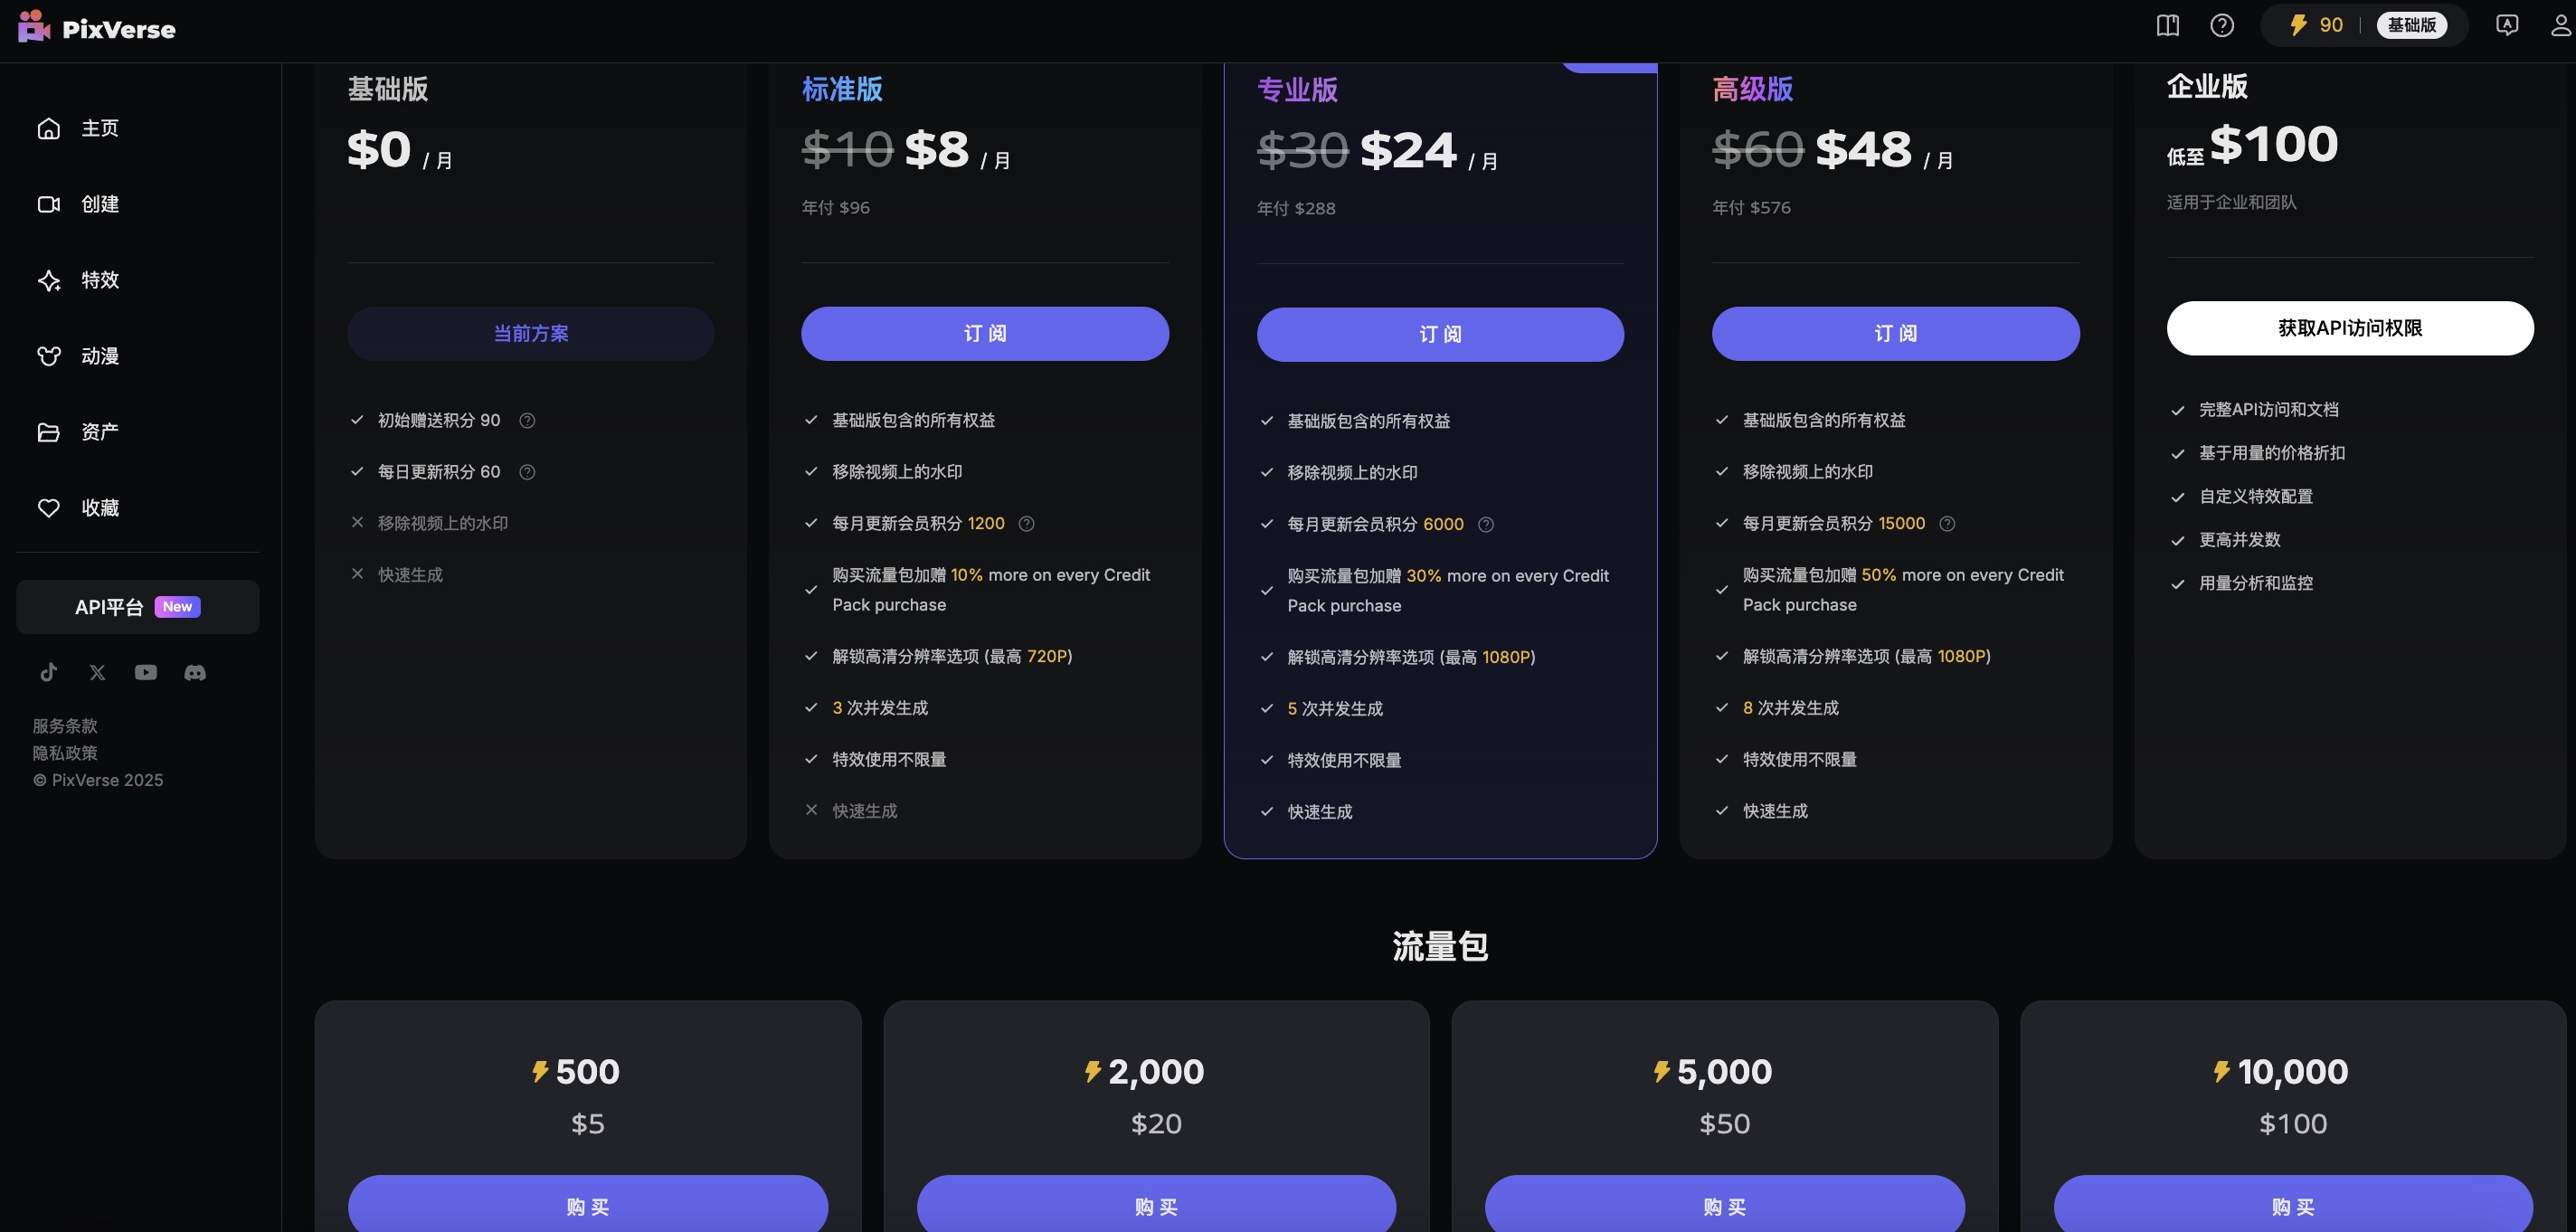 PixVerse
90
基础版
主页
创建
特效
动漫
资产
收藏
API平台 New
服务条款
隐私政策
© PixVerse 2025
基础版
$0 / 月
当前方案
初始赠送积分 90
每日更新积分 60
移除视频上的水印
快速生成
标准版
$10 $8 / 月
年付 $96
订 阅
基础版包含的所有权益
移除视频上的水印
每月更新会员积分 1200
购买流量包加赠 10% more on every Credit
Pack purchase
解锁高清分辨率选项 (最高 720P)
3 次并发生成
特效使用不限量
快速生成
专业版
$30 $24 / 月
年付 $288
订 阅
基础版包含的所有权益
移除视频上的水印
每月更新会员积分 6000
购买流量包加赠 30% more on every Credit
Pack purchase
解锁高清分辨率选项 (最高 1080P)
5 次并发生成
特效使用不限量
快速生成
高级版
$60 $48 / 月
年付 $576
订 阅
基础版包含的所有权益
移除视频上的水印
每月更新会员积分 15000
购买流量包加赠 50% more on every Credit
Pack purchase
解锁高清分辨率选项 (最高 1080P)
8 次并发生成
特效使用不限量
快速生成
企业版
低至 $100
适用于企业和团队
获取API访问权限
完整API访问和文档
基于用量的价格折扣
自定义特效配置
更高并发数
用量分析和监控
流量包
500
$5
购 买
2,000
$20
购 买
5,000
$50
购 买
10,000
$100
购 买